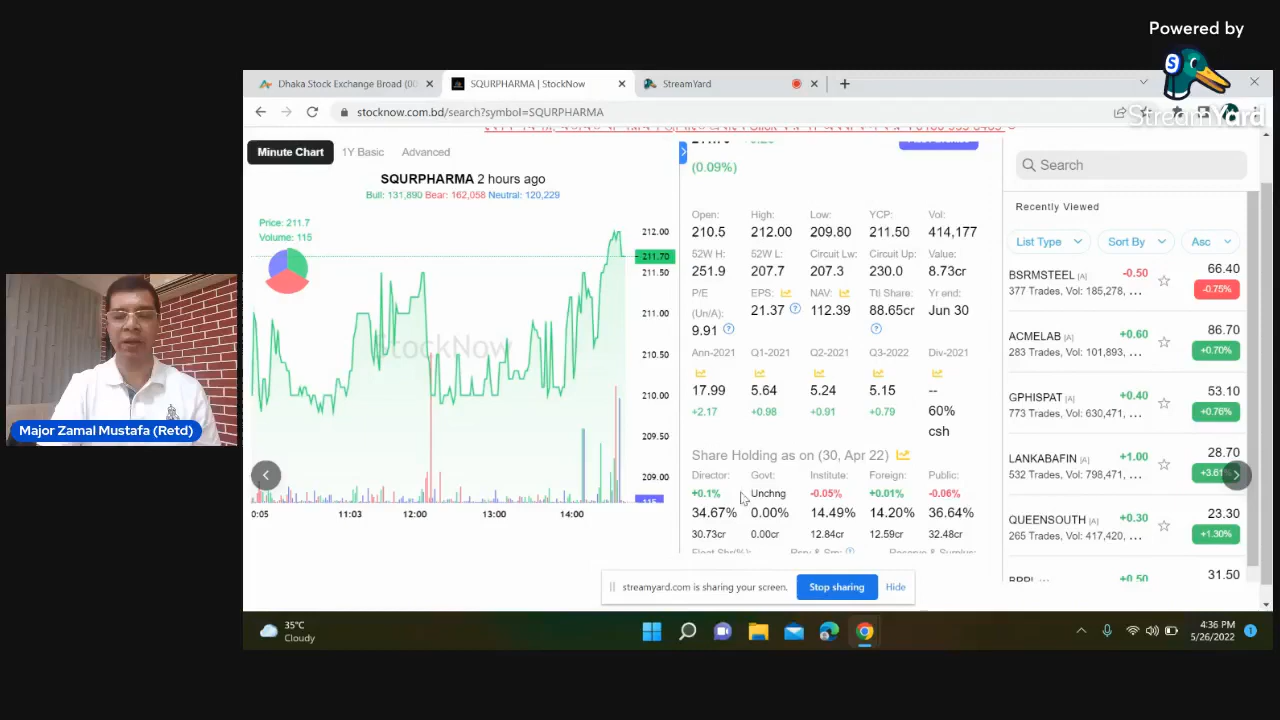 Powered by
StreamYard
Dhaka Stock Exchange Broad (00
SQURPHARMA | StockNow
StreamYard
stocknow.com.bd/search?symbol=SQURPHARMA
Minute Chart
1Y Basic
Advanced
SQURPHARMA 2 hours ago
Bull: 131,890 Bear: 162,058 Neutral: 120,229
Price: 211.7
Volume: 115
StockNow
212.00
211.70
211.50
211.00
210.50
210.00
209.50
209.00
115
0:05 11:03 12:00 13:00 14:00
(0.09%)
Open: High: Low: YCP: Vol:
210.5 212.00 209.80 211.50 414,177
52W H: 52W L: Circuit Lw: Circuit Up: Value:
251.9 207.7 207.3 230.0 8.73cr
P/E EPS: NAV: Ttl Share: Yr end:
(Un/A): 21.37 112.39 88.65cr Jun 30
9.91
Ann-2021 Q1-2021 Q2-2021 Q3-2022 Div-2021
17.99 5.64 5.24 5.15 --
+2.17 +0.98 +0.91 +0.79 60%
csh
Share Holding as on (30, Apr 22)
Director: Govt: Institute: Foreign: Public:
+0.1% Unchng -0.05% +0.01% -0.06%
34.67% 0.00% 14.49% 14.20% 36.64%
30.73cr 0.00cr 12.84cr 12.59cr 32.48cr
Search
Recently Viewed
List Type Sort By Asc
BSRMSTEEL [A] -0.50 66.40
377 Trades, Vol: 185,278, ... -0.75%
ACMELAB [A] +0.60 86.70
283 Trades, Vol: 101,893, ... +0.70%
GPHISPAT [A] +0.40 53.10
773 Trades, Vol: 630,471, ... +0.76%
LANKABAFIN [A] +1.00 28.70
532 Trades, Vol: 798,471, ... +3.61%
QUEENSOUTH [A] +0.30 23.30
265 Trades, Vol: 417,420, ... +1.30%
+0.50 31.50
Major Zamal Mustafa (Retd)
streamyard.com is sharing your screen.
Stop sharing
Hide
35°C
Cloudy
4:36 PM
5/26/2022
1